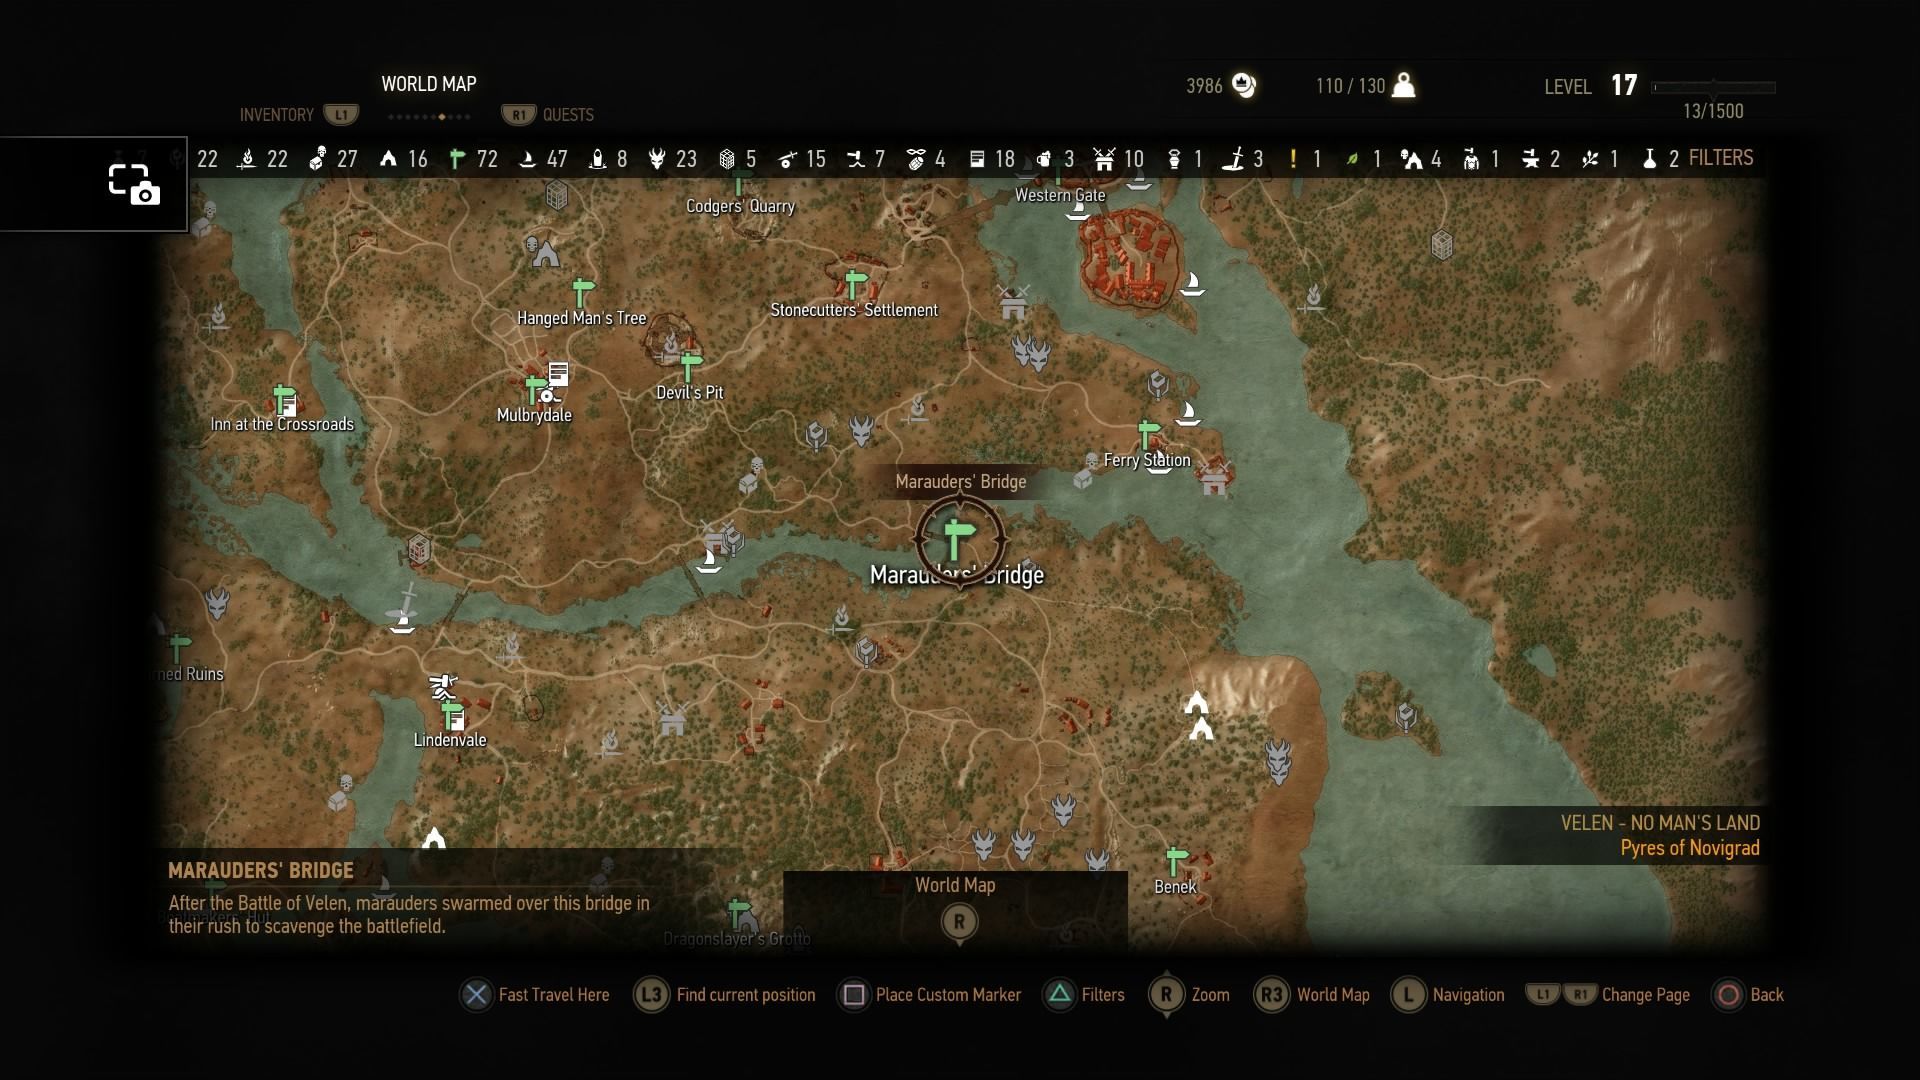 WORLD MAP
3986
110 / 130
LEVEL 17
INVENTORY L1
R1 QUESTS
13/1500
22 22 27 16 72 47 8 23 5 15 7 4 18 3 10 1 3 1 1 4 1 2 1 2 FILTERS
Western Gate
Codgers' Quarry
Stonecutters' Settlement
Hanged Man's Tree
Devil's Pit
Mulbrydale
Inn at the Crossroads
Ferry Station
Marauders' Bridge
Marauders' Bridge
rned Ruins
Lindenvale
VELEN - NO MAN'S LAND
Pyres of Novigrad
MARAUDERS' BRIDGE
After the Battle of Velen, marauders swarmed over this bridge in
their rush to scavenge the battlefield.
World Map
R
Benek
Dragonslayer's Grotto
Fast Travel Here
L3 Find current position
Place Custom Marker
Filters
R Zoom
R3 World Map
L Navigation
L1 R1 Change Page
Back